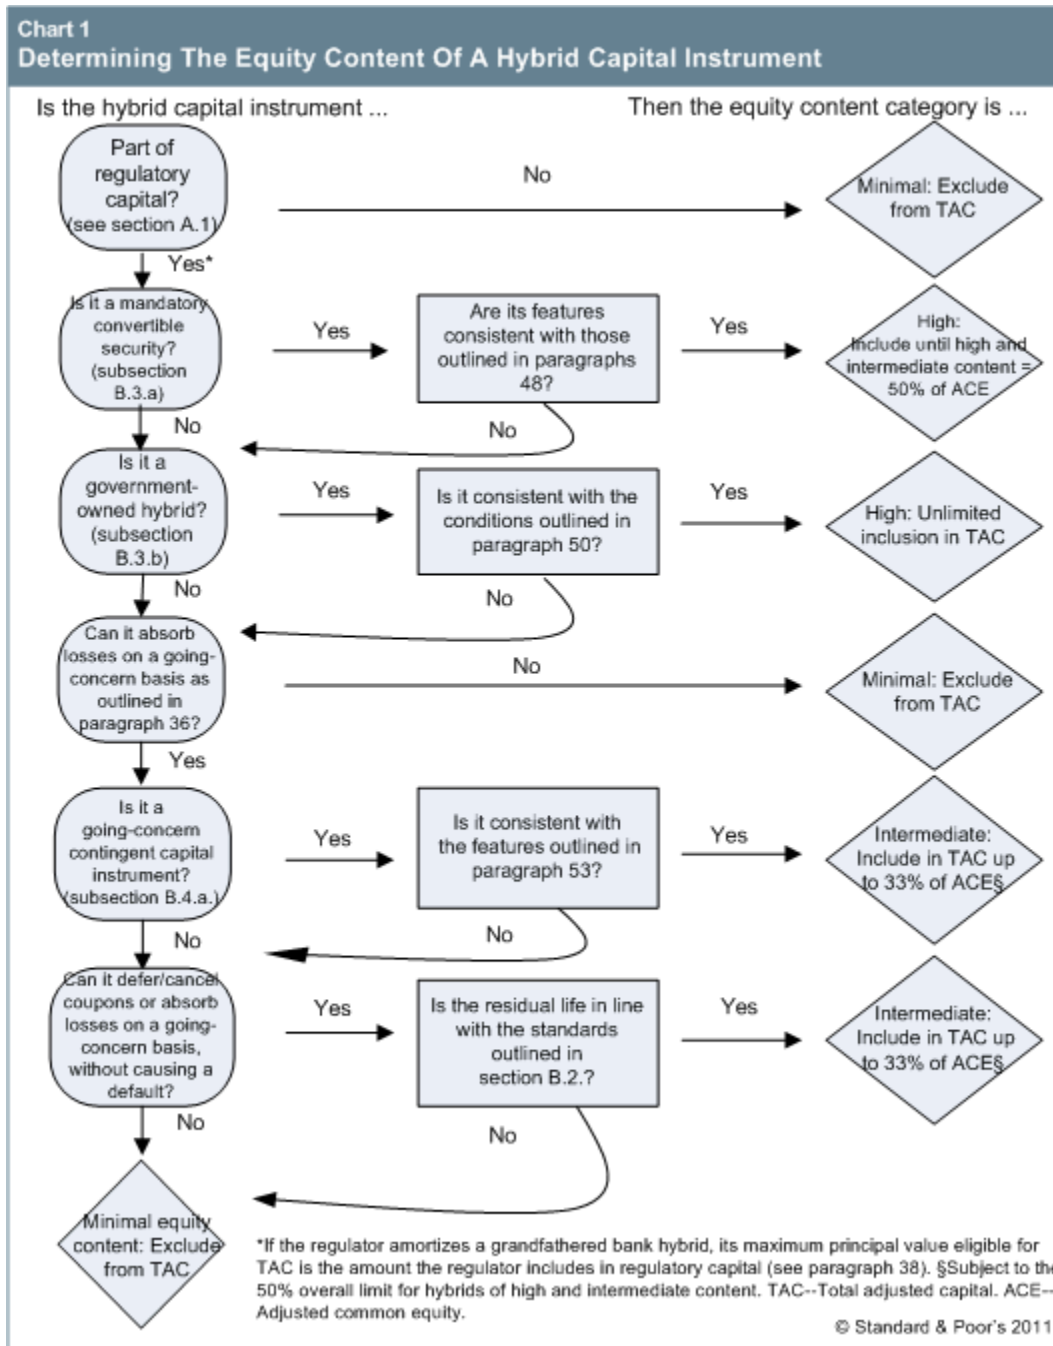 Chart 1
Determining The Equity Content Of A Hybrid Capital Instrument
Is the hybrid capital instrument ...
Then the equity content category is ...
Part of
regulatory
capital?
(see section A.1)
No
Minimal: Exclude
from TAC
Yes*
Is it a mandatory
convertible
security?
(subsection
B.3.a)
Yes
Are its features
consistent with those
outlined in paragraphs
48?
Yes
High:
Include until high and
intermediate content =
50% of ACE
No
No
Is it a
government-
owned hybrid?
(subsection
B.3.b)
Yes
Is it consistent with the
conditions outlined in
paragraph 50?
Yes
High: Unlimited
inclusion in TAC
No
No
Can it absorb
losses on a going-
concern basis as
outlined in
paragraph 36?
No
Minimal: Exclude
from TAC
Yes
Is it a
going-concern
contingent capital
instrument?
(subsection B.4.a.)
Yes
Is it consistent with
the features outlined in
paragraph 53?
Yes
Intermediate:
Include in TAC up
to 33% of ACE§
No
No
Can it defer/cancel
coupons or absorb
losses on a going-
concern basis,
without causing a
default?
Yes
Is the residual life in line
with the standards
outlined in
section B.2.?
Yes
Intermediate:
Include in TAC up
to 33% of ACE§
No
No
Minimal equity
content: Exclude
from TAC
*If the regulator amortizes a grandfathered bank hybrid, its maximum principal value eligible for
TAC is the amount the regulator includes in regulatory capital (see paragraph 38). §Subject to the
50% overall limit for hybrids of high and intermediate content. TAC--Total adjusted capital. ACE--
Adjusted common equity.
© Standard & Poor's 2011